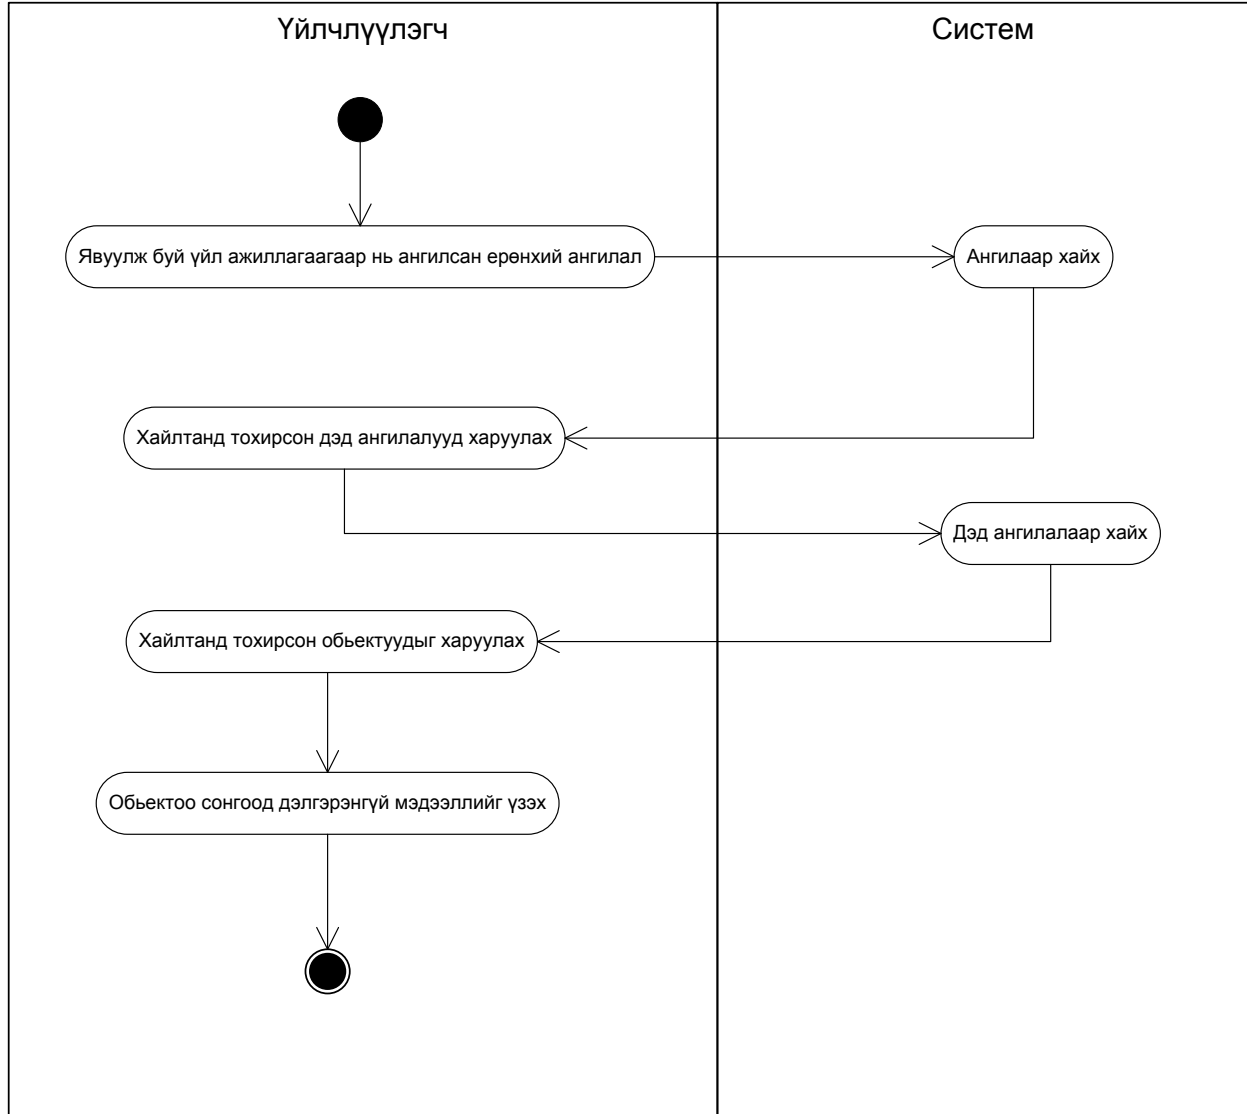 Үйлчлүүлэгч
Систем
Явуулж буй үйл ажиллагаагаар нь ангилсан ерөнхий ангилал
Ангилаар хайх
Хайлтанд тохирсон дэд ангилалууд харуулах
Дэд ангилалаар хайх
Хайлтанд тохирсон обьектуудыг харуулах
Обьектоо сонгоод дэлгэрэнгүй мэдээллийг үзэх